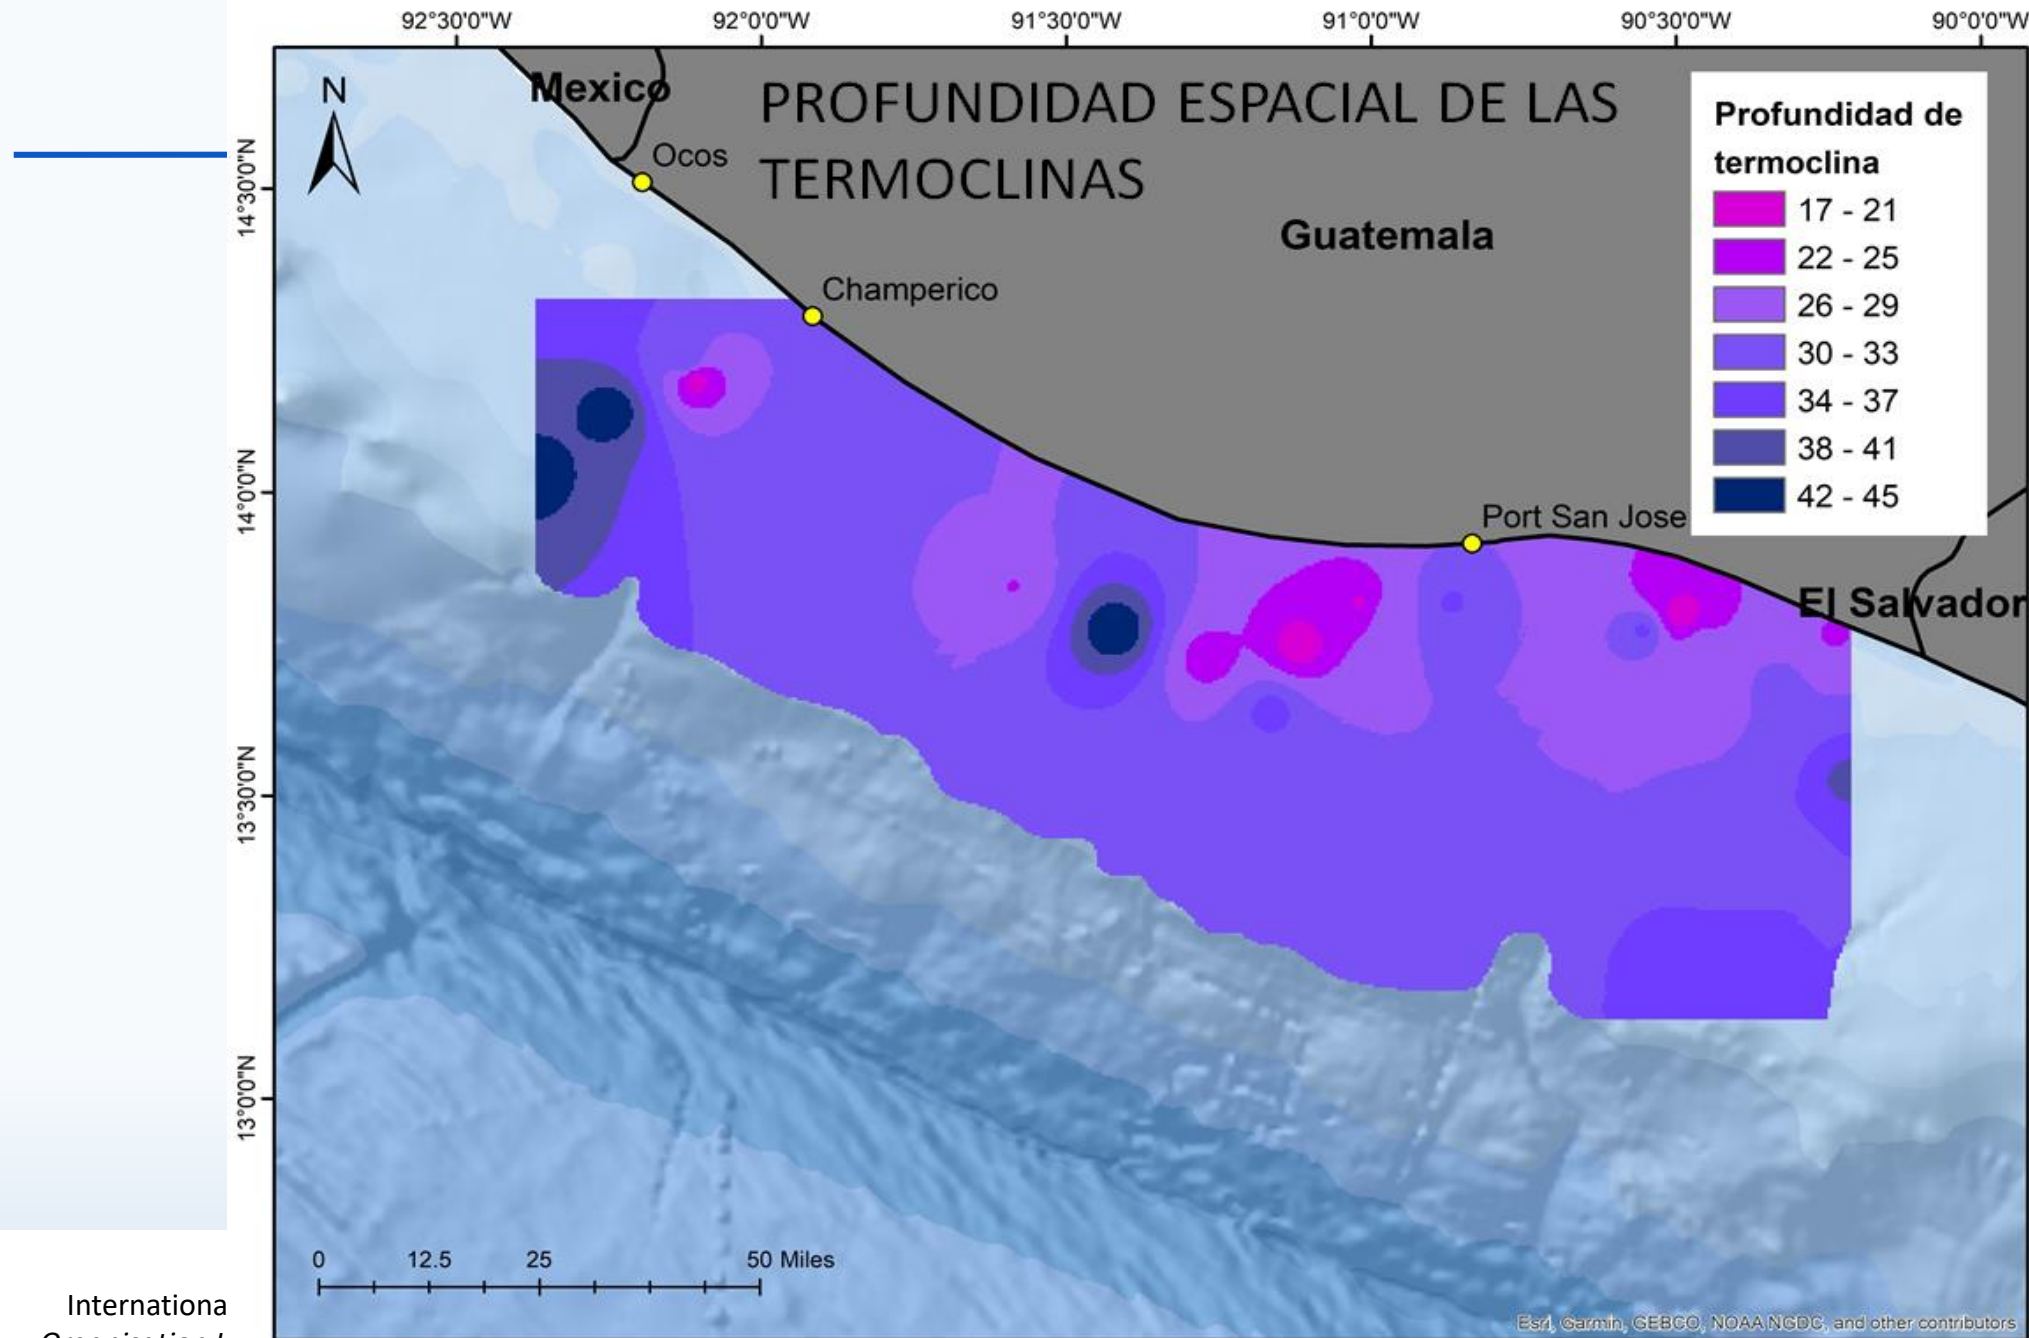 92°30'0"W 92°0'0"W 91°30'0"W 91°0'0"W 90°30'0"W 90°0'0"W
N
Mexico
PROFUNDIDAD ESPACIAL DE LAS
TERMOCLINAS
Profundidad de
termoclina
17 - 21
22 - 25
26 - 29
30 - 33
34 - 37
38 - 41
42 - 45
Ocos
Guatemala
Champerico
Port San Jose
El Salvador
14°30'0"N
14°0'0"N
13°30'0"N
13°0'0"N
0 12.5 25 50 Miles
Internationa
Esri, Garmin, GEBCO, NOAA NGDC, and other contributors